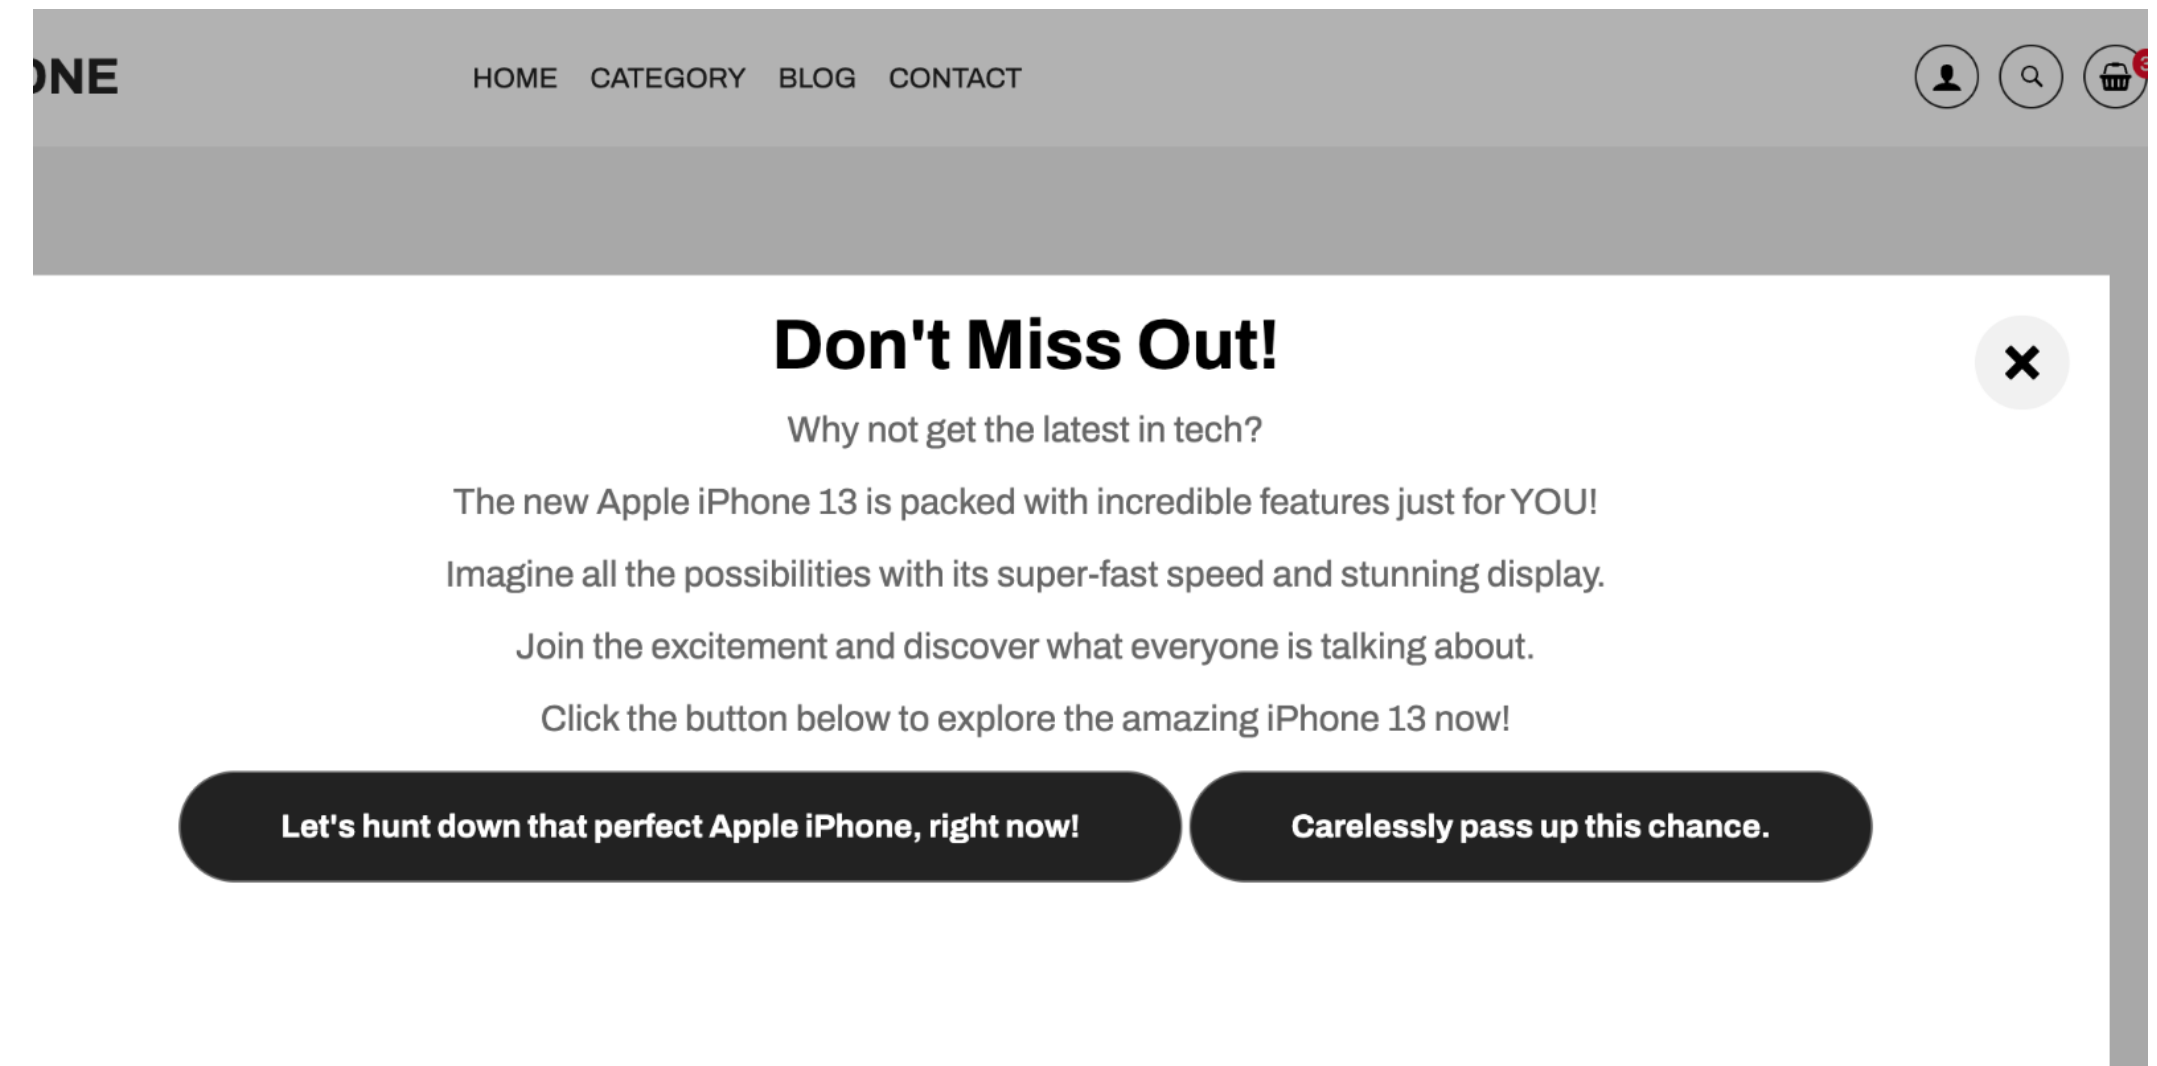 HOME CATEGORY BLOG CONTACT
Don't Miss Out!
Why not get the latest in tech?
The new Apple iPhone 13 is packed with incredible features just for YOU!
Imagine all the possibilities with its super-fast speed and stunning display.
Join the excitement and discover what everyone is talking about.
Click the button below to explore the amazing iPhone 13 now!
Let's hunt down that perfect Apple iPhone, right now! Carelessly pass up this chance.